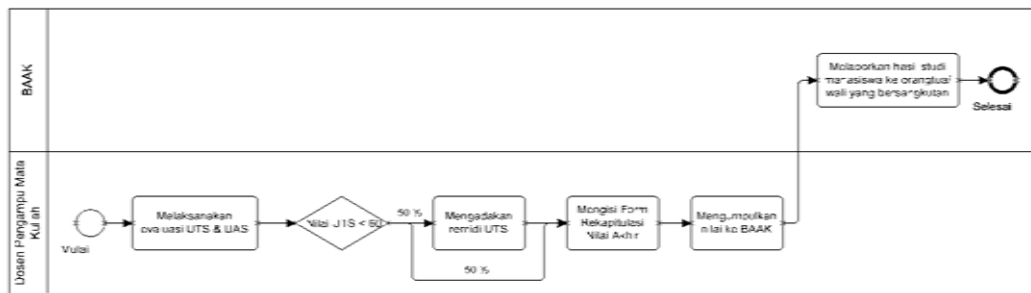 BAAK
Melaporkan hasil studi
mahasiswa ke orangtua/
wali yang bersangkutan
Selesai
Dosen Pengampu Mata
Kuliah
Mulai
Melaksanakan
evaluasi UTS & UAS
Nilai UTS < 60
50 %
Mengadakan
remidi UTS
50 %
Mengisi Form
Rekapitulasi
Nilai Akhir
Mengumpulkan
nilai ke BAAK